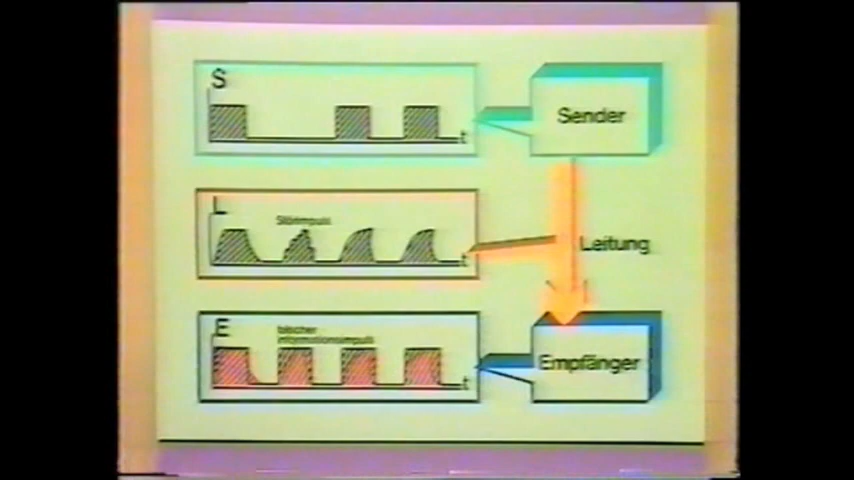 S
t
Sender
L
Störimpuls
t
Leitung
E
falscher
Informationsimpuls
t
Empfänger